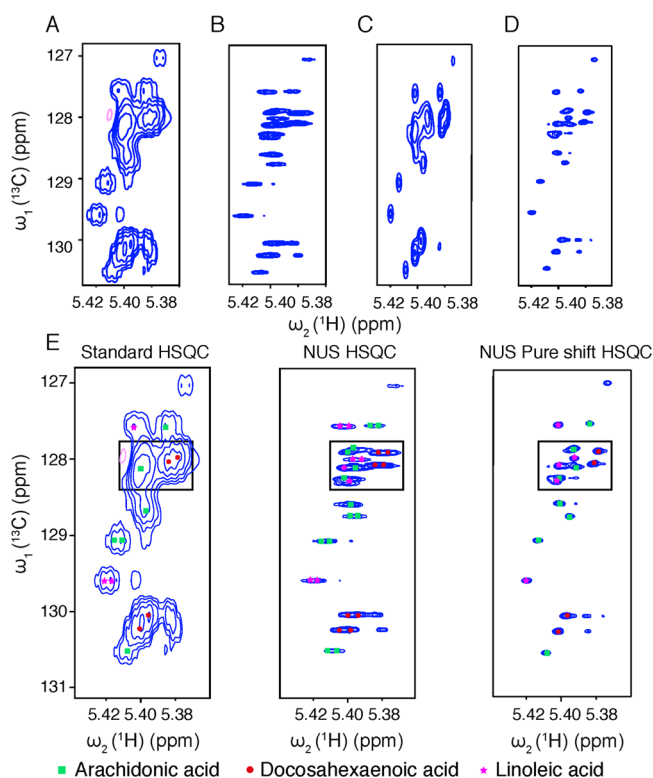 A
B
C
D
127
128
129
130
ω₁ (¹³C) (ppm)
5.42 5.40 5.38
5.42 5.40 5.38
5.42 5.40 5.38
5.42 5.40 5.38
ω₂ (¹H) (ppm)
E
Standard HSQC
NUS HSQC
NUS Pure shift HSQC
127
128
129
130
131
ω₁ (¹³C) (ppm)
5.42 5.40 5.38
5.42 5.40 5.38
5.42 5.40 5.38
ω₂ (¹H) (ppm)
ω₂ (¹H) (ppm)
ω₂ (¹H) (ppm)
Arachidonic acid
Docosahexaenoic acid
Linoleic acid